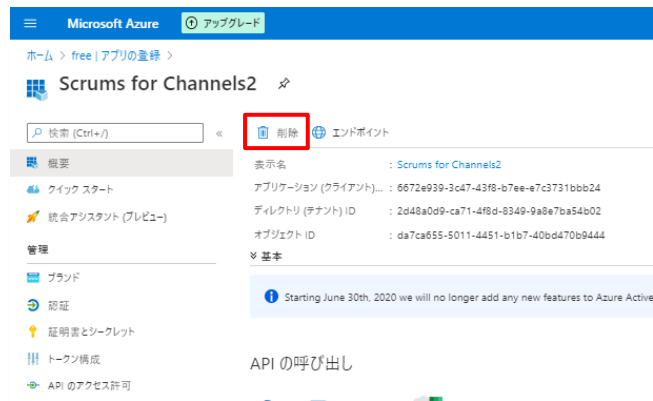 Microsoft Azure
アップグレード
ホーム > free | アプリの登録 >
Scrums for Channels2
検索 (Ctrl+/)
«
削除
エンドポイント
概要
クイック スタート
統合アシスタント (プレビュー)
管理
ブランド
認証
証明書とシークレット
トークン構成
API のアクセス許可
表示名 : Scrums for Channels2
アプリケーション (クライアント)... : 6672e939-3c47-43f8-b7ee-e7c3731bbb24
ディレクトリ (テナント) ID : 2d48a0d9-ca71-4f8d-8349-9a8e7ba54b02
オブジェクト ID : da7ca655-5011-4451-b1b7-40bd470b9444
基本
Starting June 30th, 2020 we will no longer add any new features to Azure Active
API の呼び出し